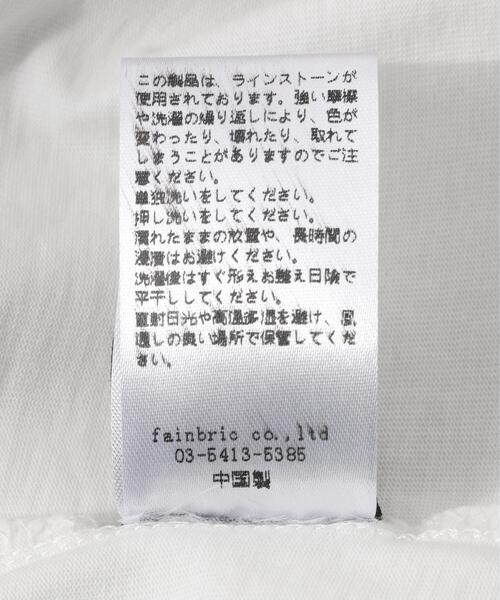 この製品は、ラインストーンが
使用されております。強い摩擦
や洗濯の繰り返しにより、色が
変わったり、壊れたり、取れて
しまうことがありますのでご注
意ください。
単独洗いをしてください。
押し洗いをしてください。
濡れたままの放置や、長時間の
浸漬はお避けください。
洗濯後はすぐ形えお整え日陰で
平干ししてください。
直射日光や高温多湿を避け、風
通しの良い場所で保管してくだ
さい。
fainbric co.,ltd
03-5413-5385
中国製